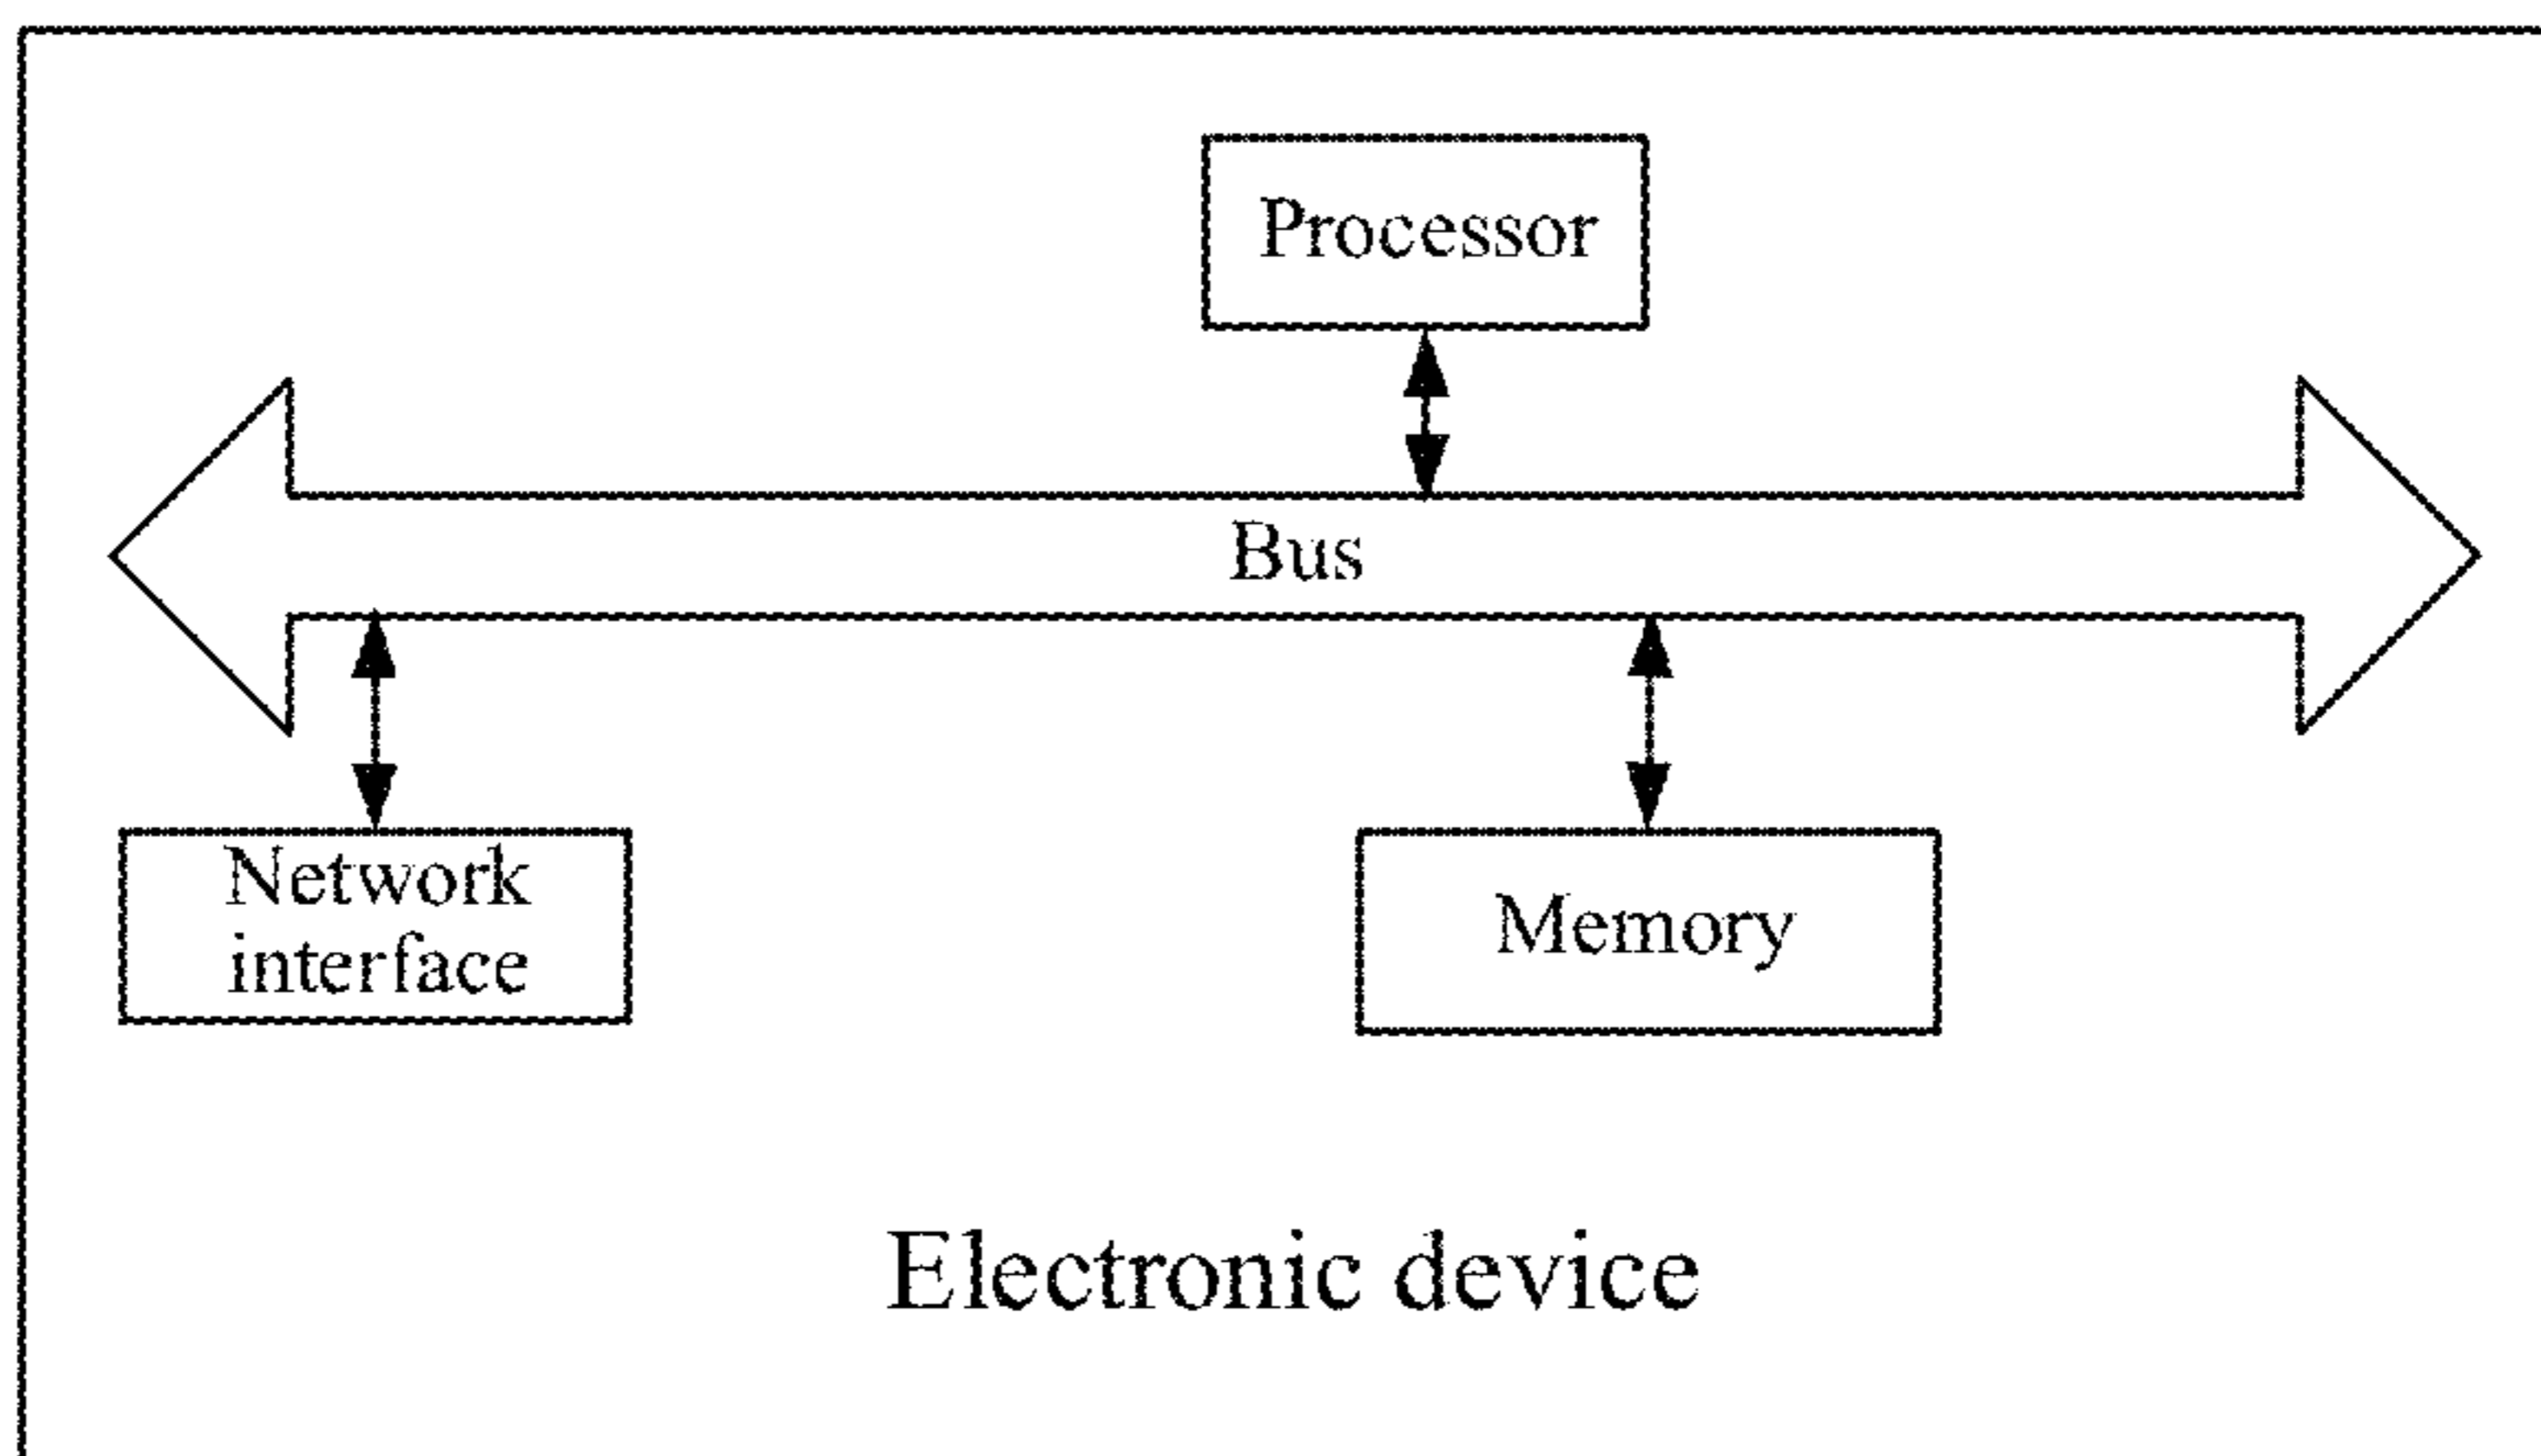 Processor
Bus
Network
interface
Memory
Electronic device